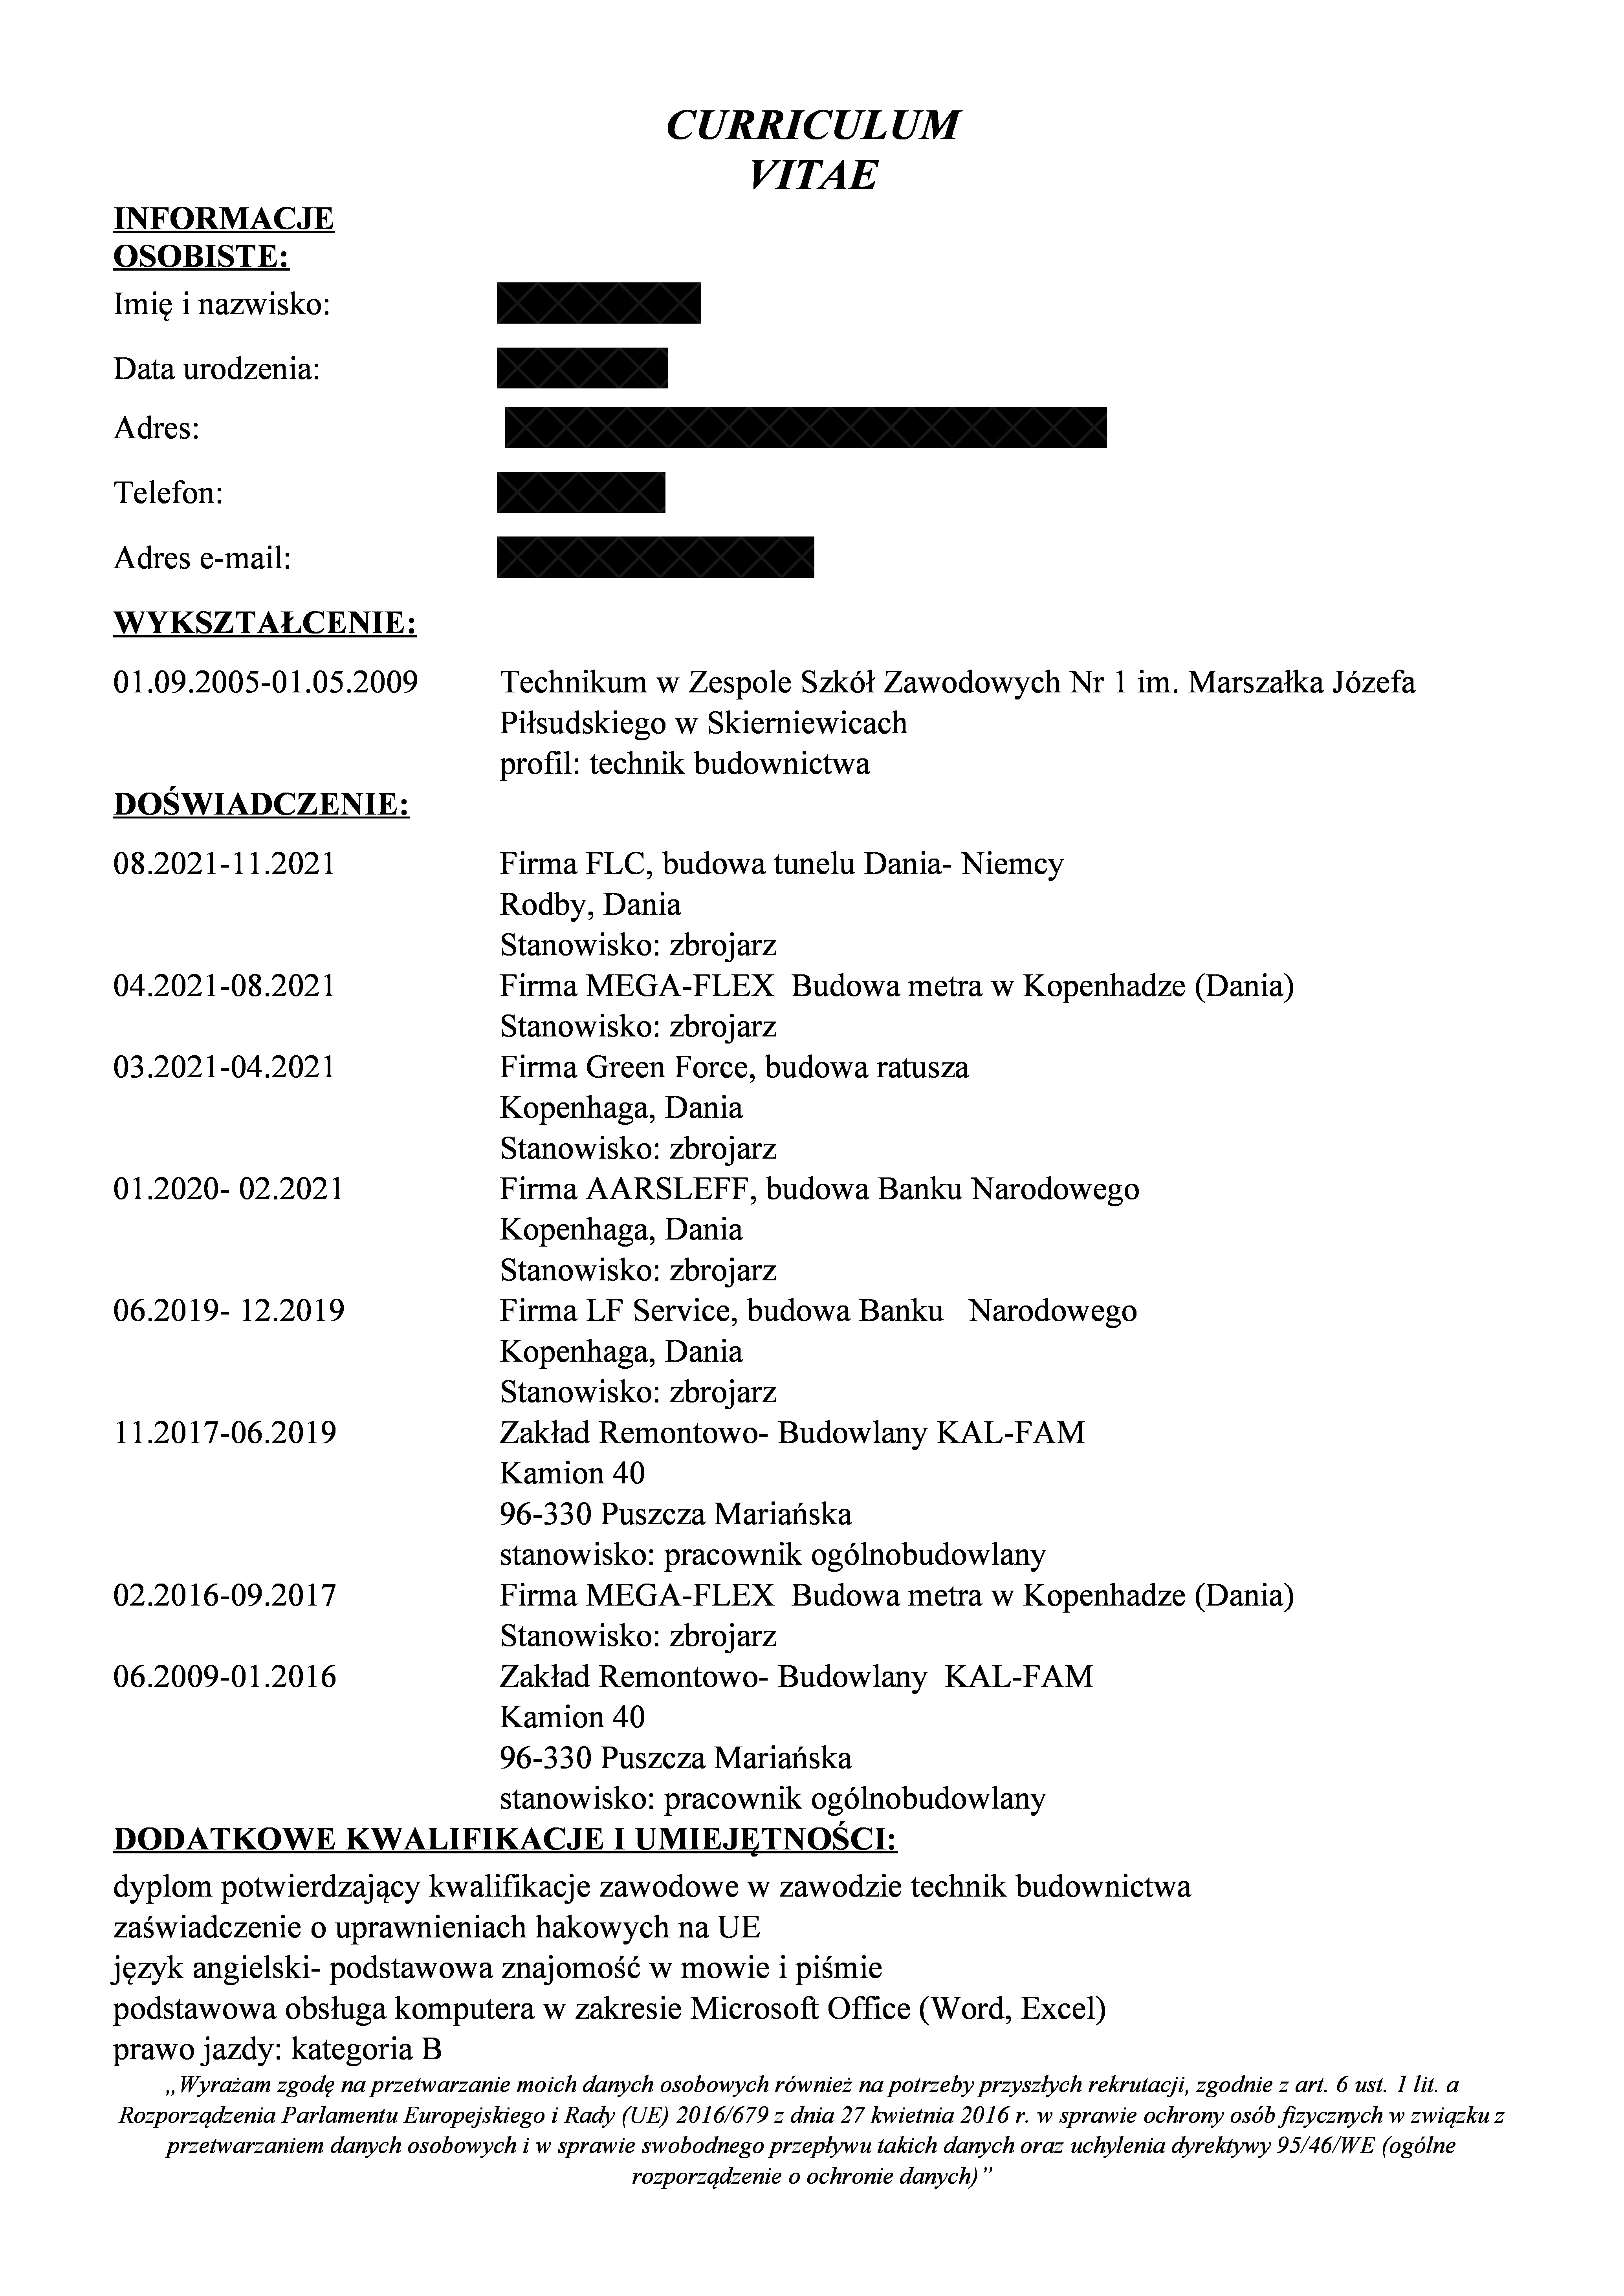 CURRICULUM
VITAE
INFORMACJE
OSOBISTE:
Imię i nazwisko:
Data urodzenia:
Adres:
Telefon:
Adres e-mail:
WYKSZTAŁCENIE:
01.09.2005-01.05.2009 Technikum w Zespole Szkół Zawodowych Nr 1 im. Marszałka Józefa
Piłsudskiego w Skierniewicach
profil: technik budownictwa
DOŚWIADCZENIE:
08.2021-11.2021 Firma FLC, budowa tunelu Dania- Niemcy
Rodby, Dania
Stanowisko: zbrojarz
04.2021-08.2021 Firma MEGA-FLEX  Budowa metra w Kopenhadze (Dania)
Stanowisko: zbrojarz
03.2021-04.2021 Firma Green Force, budowa ratusza
Kopenhaga, Dania
Stanowisko: zbrojarz
01.2020- 02.2021 Firma AARSLEFF, budowa Banku Narodowego
Kopenhaga, Dania
Stanowisko: zbrojarz
06.2019- 12.2019 Firma LF Service, budowa Banku   Narodowego
Kopenhaga, Dania
Stanowisko: zbrojarz
11.2017-06.2019 Zakład Remontowo- Budowlany KAL-FAM
Kamion 40
96-330 Puszcza Mariańska
stanowisko: pracownik ogólnobudowlany
02.2016-09.2017 Firma MEGA-FLEX  Budowa metra w Kopenhadze (Dania)
Stanowisko: zbrojarz
06.2009-01.2016 Zakład Remontowo- Budowlany  KAL-FAM
Kamion 40
96-330 Puszcza Mariańska
stanowisko: pracownik ogólnobudowlany
DODATKOWE KWALIFIKACJE I UMIEJĘTNOŚCI:
dyplom potwierdzający kwalifikacje zawodowe w zawodzie technik budownictwa
zaświadczenie o uprawnieniach hakowych na UE
język angielski- podstawowa znajomość w mowie i piśmie
podstawowa obsługa komputera w zakresie Microsoft Office (Word, Excel)
prawo jazdy: kategoria B
„Wyrażam zgodę na przetwarzanie moich danych osobowych również na potrzeby przyszłych rekrutacji, zgodnie z art. 6 ust. 1 lit. a
Rozporządzenia Parlamentu Europejskiego i Rady (UE) 2016/679 z dnia 27 kwietnia 2016 r. w sprawie ochrony osób fizycznych w związku z
przetwarzaniem danych osobowych i w sprawie swobodnego przepływu takich danych oraz uchylenia dyrektywy 95/46/WE (ogólne
rozporządzenie o ochronie danych)”